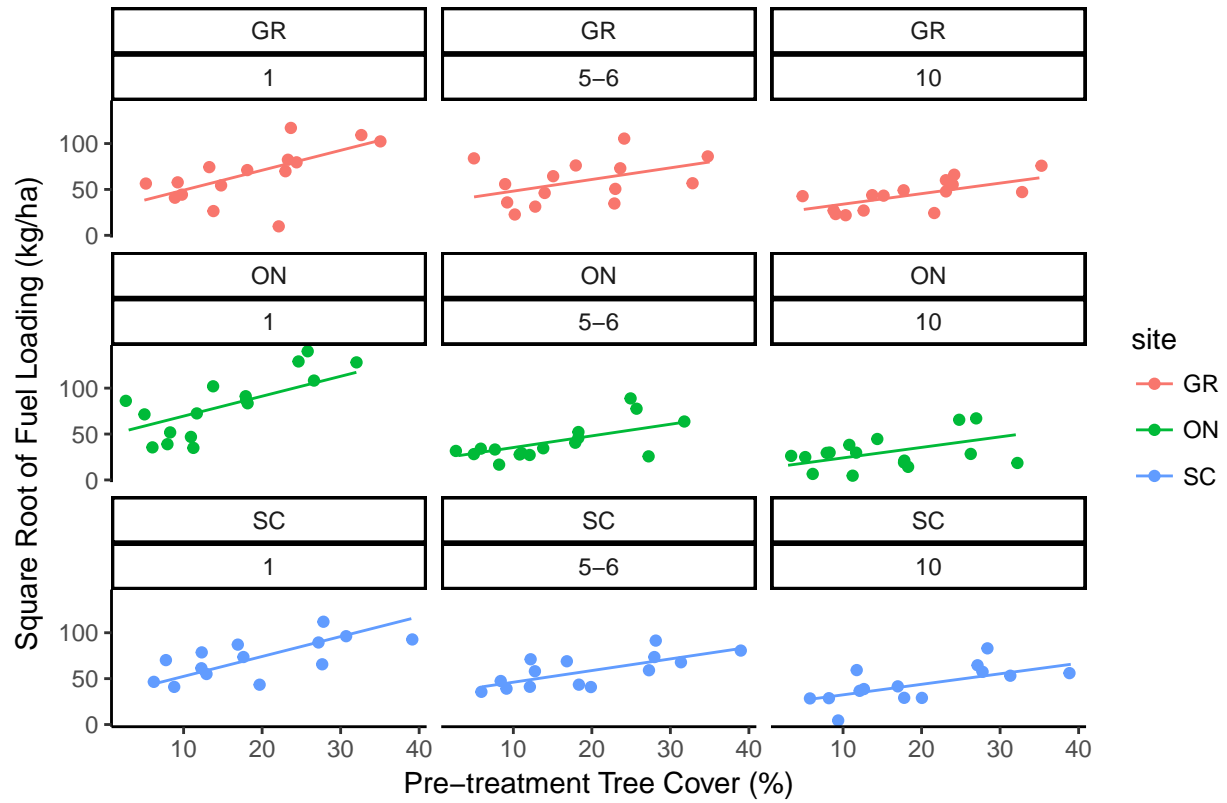 GR GR GR
1 5−6 10
100
50
0
ON ON ON
1 5−6 10
100
50
0
SC SC SC
1 5−6 10
100
50
0
10 20 30 40 10 20 30 40 10 20 30 40
Pre−treatment Tree Cover (%)
Square Root of Fuel Loading (kg/ha)
site
GR
ON
SC